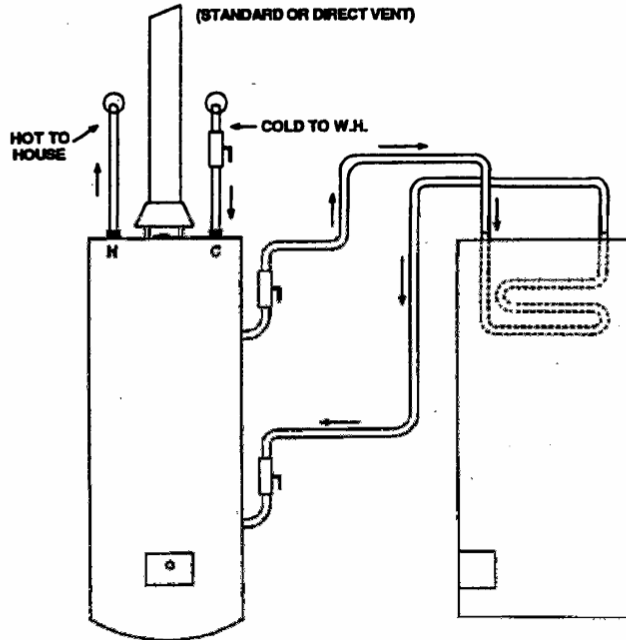 (STANDARD OR DIRECT VENT)
HOT TO
HOUSE
COLD TO W.H.
H
C